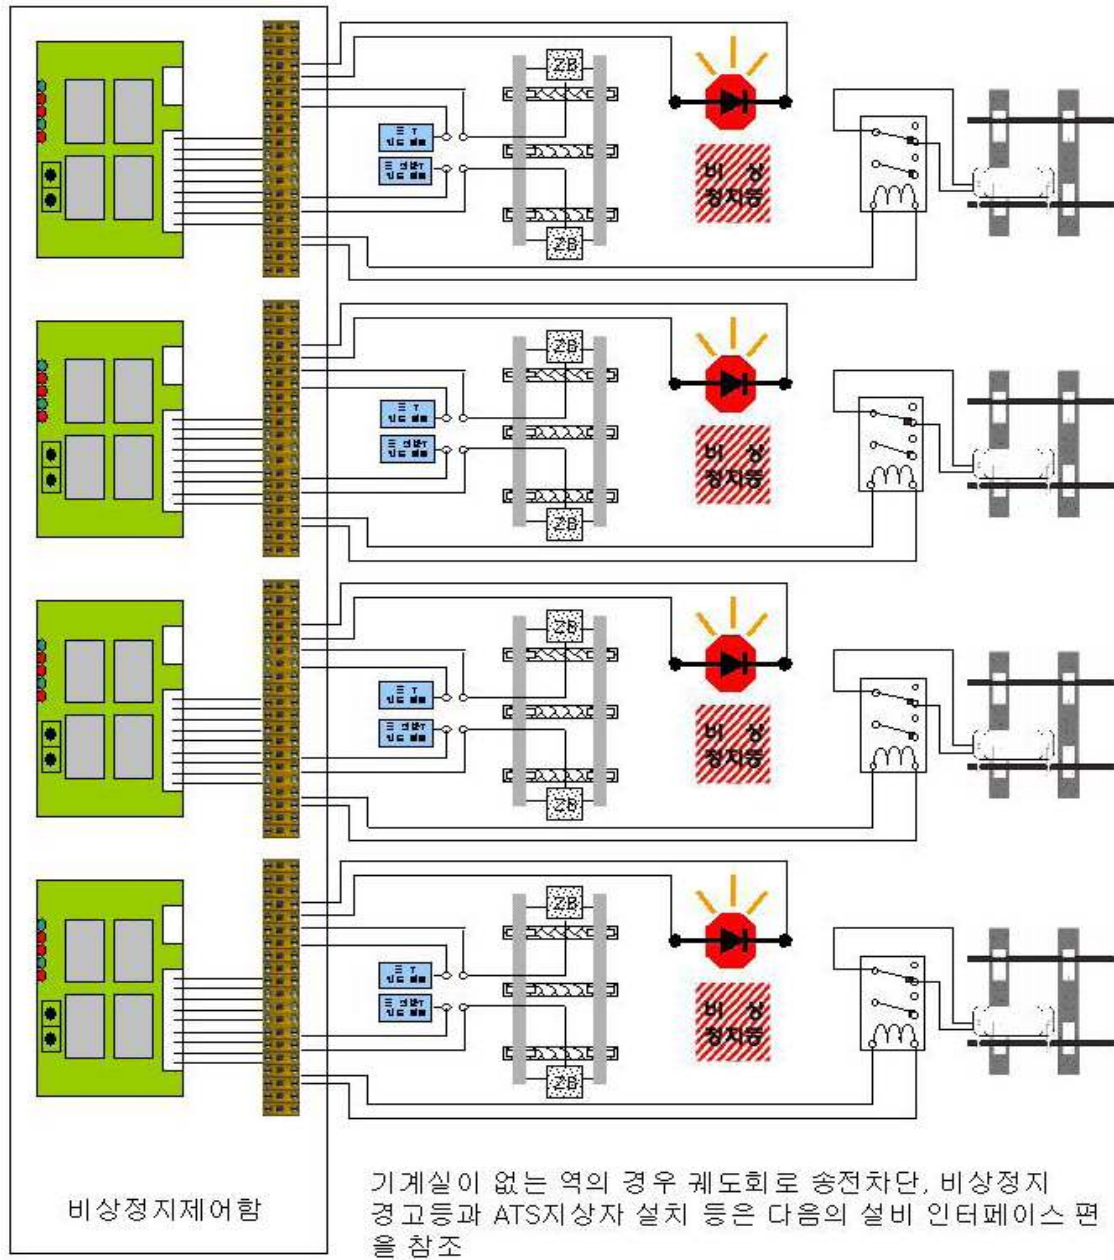 ZB
ZB
비 상
정지등
ZB
ZB
비 상
정지등
ZB
ZB
비 상
정지등
ZB
ZB
비 상
정지등
비상정지제어함
기계실이 없는 역의 경우 궤도회로 송전차단, 비상정지
경고등과 ATS지상자 설치 등은 다음의 설비 인터페이스 편
을 참조